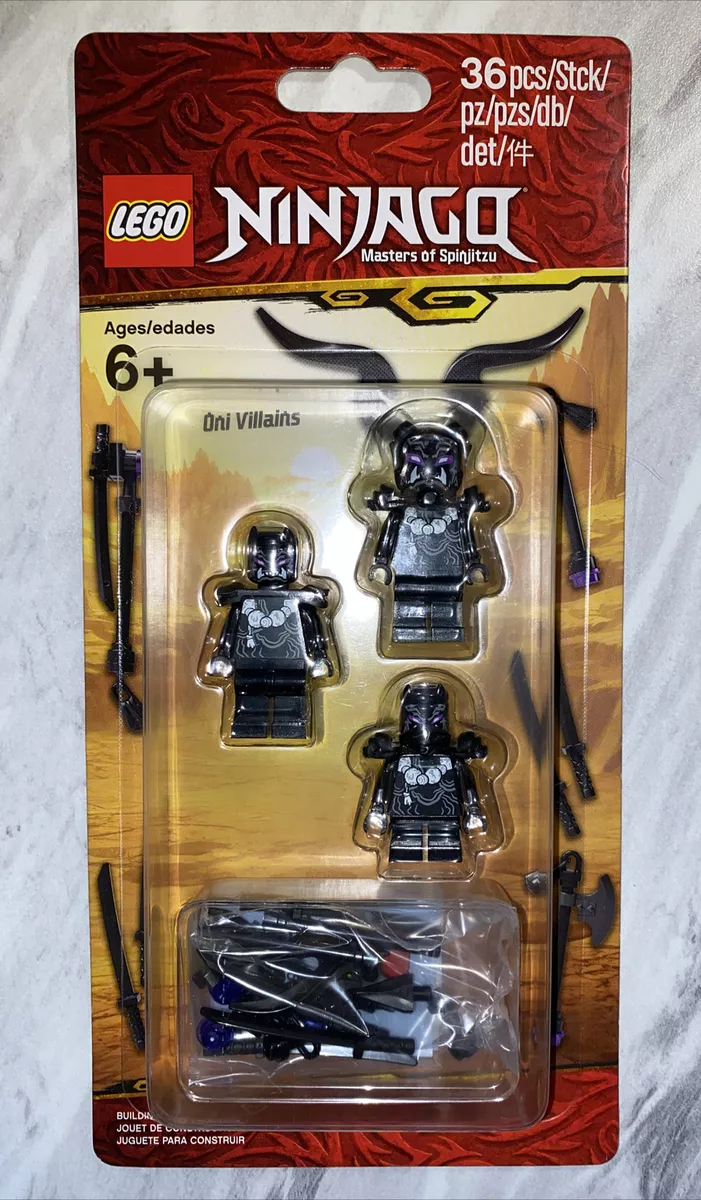 36 pcs/Stck/
pz/pzs/db/
det/件
LEGO
NINJAGO
Masters of Spinjitzu
Ages/edades
6+
Oni Villains
JOUET DE
JUGUETE PARA CONSTRUIR